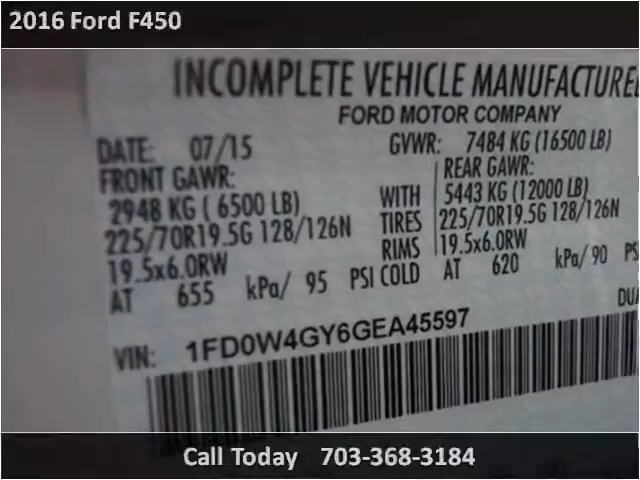 2016 Ford F450
INCOMPLETE VEHICLE MANUFACTURED
FORD MOTOR COMPANY
DATE: 07/15 GVWR: 7484 KG (16500 LB)
FRONT GAWR: REAR GAWR:
2948 KG ( 6500 LB) WITH 5443 KG (12000 LB)
225/70R19.5G 128/126N TIRES 225/70R19.5G 128/126N
19.5x6.0RW RIMS 19.5x6.0RW
AT 655 kPa/ 95 PSI COLD AT 620 kPa/ 90 PS
DUA
VIN: 1FD0W4GY6GEA45597
Call Today 703-368-3184